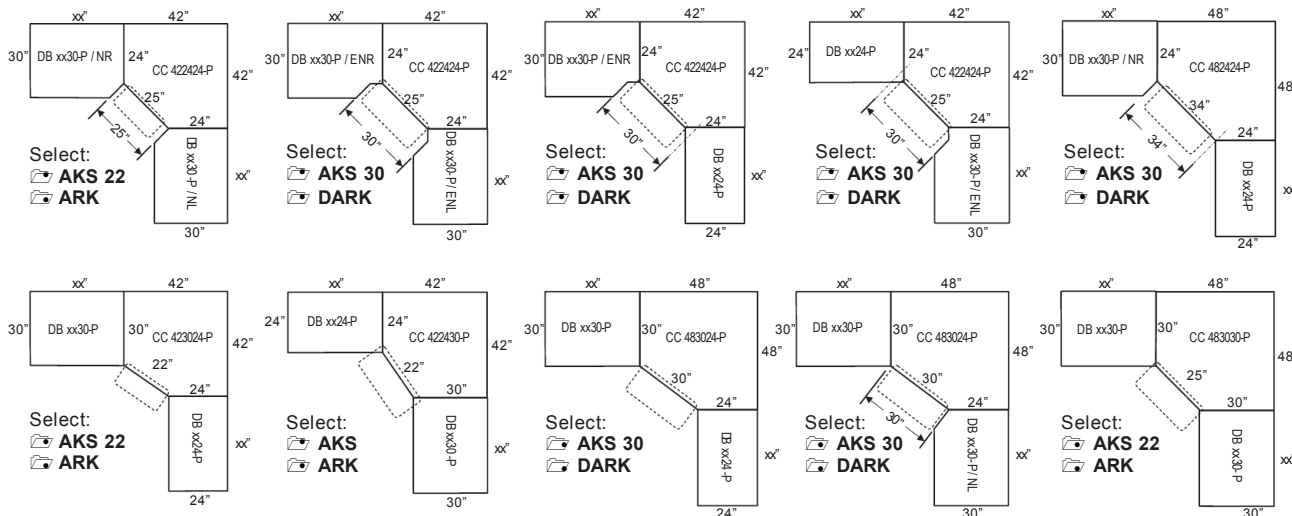 xx" 42"
30" DB xx30-P / NR 24" CC 422424-P 42"
25"
25" 24"
DB xx30-P / NL xx"
30"
Select:
AKS 22
ARK
xx" 42"
30" DB xx30-P / ENR 24" CC 422424-P 42"
25"
30" 24"
DB xx30-P / ENL xx"
30"
Select:
AKS 30
DARK
xx" 42"
30" DB xx30-P / ENR 24" CC 422424-P 42"
25"
30" 24"
DB xx24-P xx"
24"
Select:
AKS 30
DARK
xx" 42"
24" DB xx24-P 24" CC 422424-P 42"
25"
30" 24"
DB xx30-P / ENL xx"
30"
Select:
AKS 30
DARK
xx" 48"
30" DB xx30-P / NR 24" CC 482424-P 48"
34"
34" 24"
DB xx24-P xx
24"
Select:
AKS 30
DARK
xx" 42"
30" DB xx30-P 30" CC 423024-P 42"
22"
24"
DB xx24-P xx"
24"
Select:
AKS 22
ARK
xx" 42"
24" DB xx24-P 24" CC 422430-P 42"
22"
30"
DB xx30-P xx"
30"
Select:
AKS
ARK
xx" 48"
30" DB xx30-P 30" CC 483024-P 48"
30"
24"
DB xx24-P xx"
24"
Select:
AKS 30
DARK
xx" 48"
30" DB xx30-P 30" CC 483024-P 48"
30"
30" 24"
DB xx30-P / NL xx"
30"
Select:
AKS 30
DARK
xx" 48"
30" DB xx30-P 30" CC 483030-P 48
25"
30"
DB xx30-P xx
30"
Select:
AKS 22
ARK